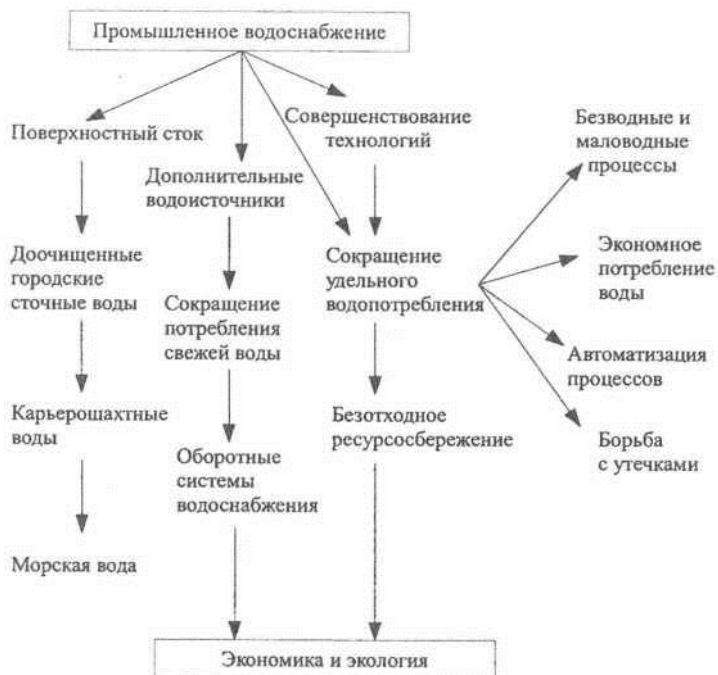 Промышленное водоснабжение
Поверхностный сток
Доочищенные
городские
сточные воды
Карьерошахтные
воды
Морская вода
Дополнительные
водоисточники
Сокращение
потребления
свежей воды
Оборотные
системы
водоснабжения
Совершенствование
технологий
Сокращение
удельного
водопотребления
Безотходное
ресурсосбережение
Безводные и
маловодные
процессы
Экономное
потребление
воды
Автоматизация
процессов
Борьба
с утечками
Экономика и экология